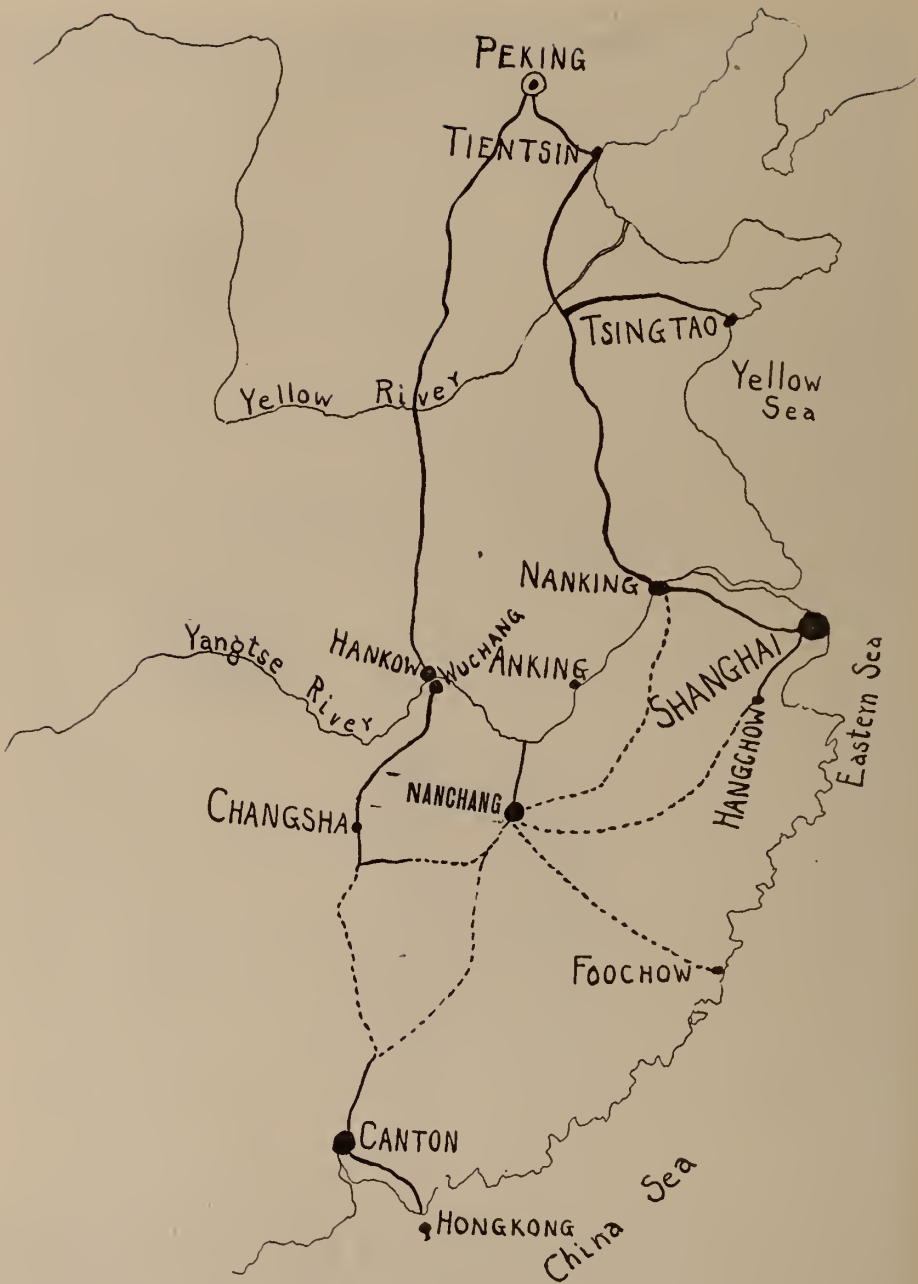 PEKING
TIENTSIN
TSINGTAO
Yellow River
Yellow
Sea
NANKING
Yangtse
River
HANKOW
WUCHANG
ANKING
SHANGHAI
HANGCHOW
Eastern Sea
CHANGSHA
NANCHANG
FOOCHOW
CANTON
HONGKONG
China Sea